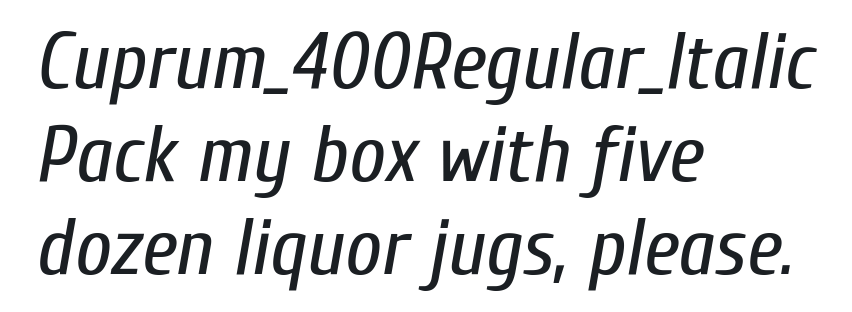 Cuprum_400Regular_Italic
Pack my box with five
dozen liquor jugs, please.